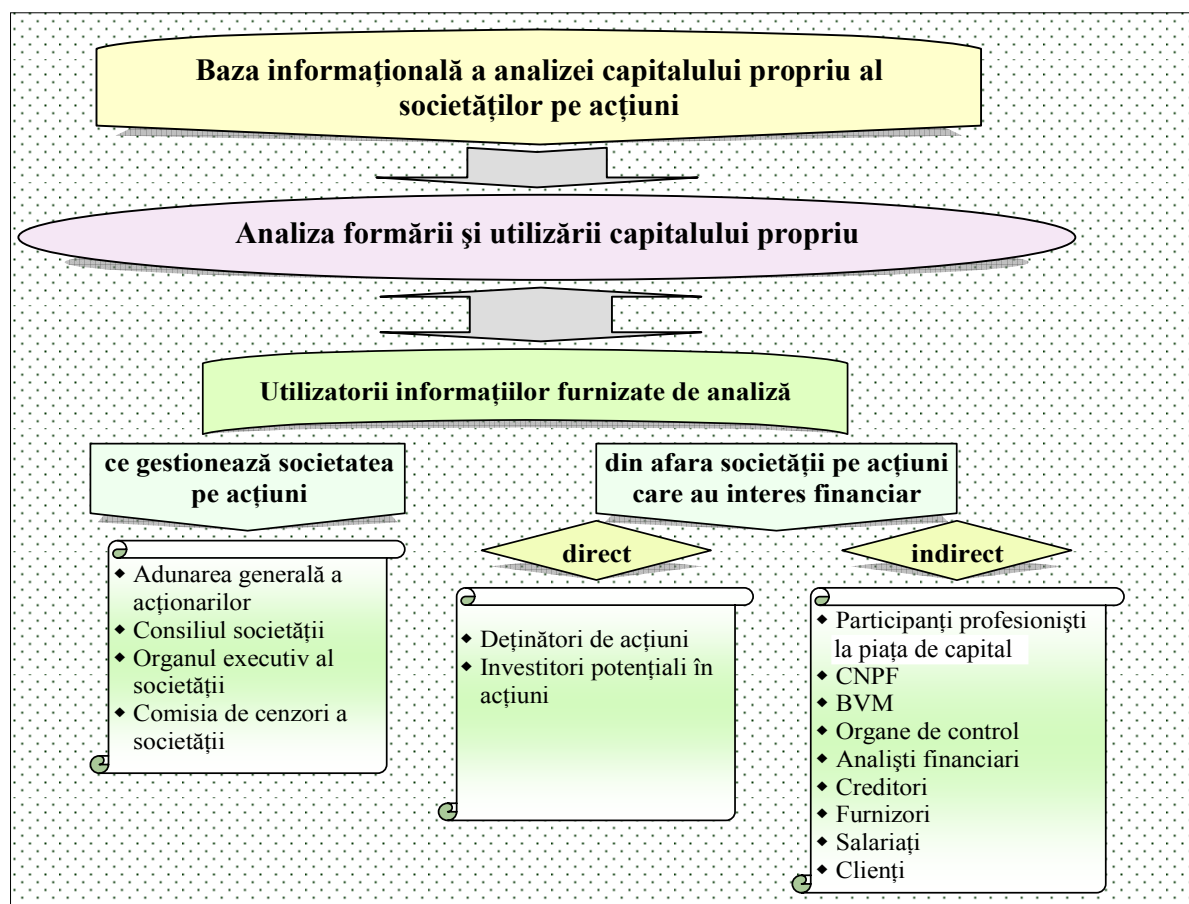 Baza informațională a analizei capitalului propriu al
societăților pe acțiuni
Analiza formării şi utilizării capitalului propriu
Utilizatorii informațiilor furnizate de analiză
ce gestionează societatea
pe acțiuni
din afara societății pe acțiuni
care au interes financiar
direct
indirect
◆ Adunarea generală a
acționarilor
◆ Consiliul societății
◆ Organul executiv al
societății
◆ Comisia de cenzori a
societății
◆ Deținători de acțiuni
◆ Investitori potențiali în
acțiuni
◆ Participanți profesionişti
la piața de capital
◆ CNPF
◆ BVM
◆ Organe de control
◆ Analişti financiari
◆ Creditori
◆ Furnizori
◆ Salariați
◆ Clienți